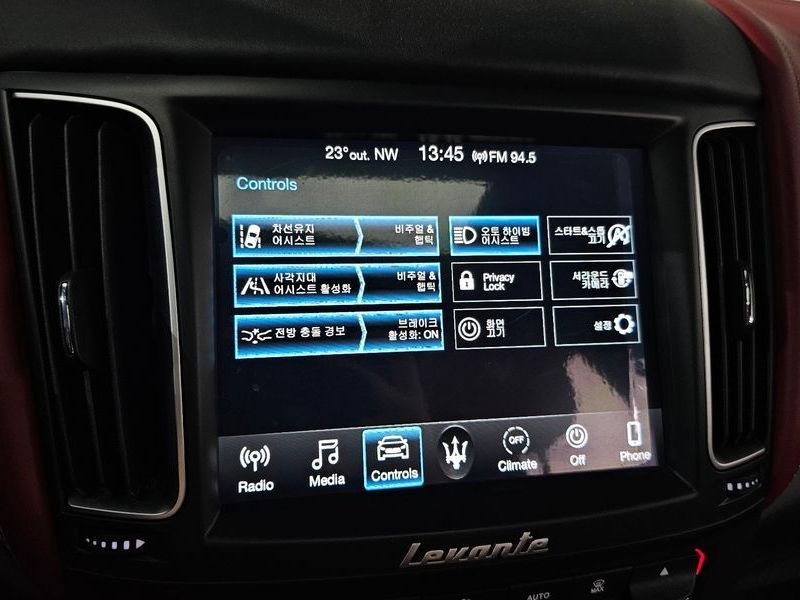 23° out. NW 13:45 FM 94.5
Controls
차선유지
어시스트
비주얼 &
햅틱
오토 하이빔
어시스트
스타트&스톱
끄기
사각지대
어시스트 활성화
비주얼 &
햅틱
Privacy
Lock
서라운드
카메라
전방 충돌 경보
브레이크
활성화: ON
화면
끄기
설정
Radio
Media
Controls
OFF
Climate
Off
Phone
Levante
AUTO
MAX